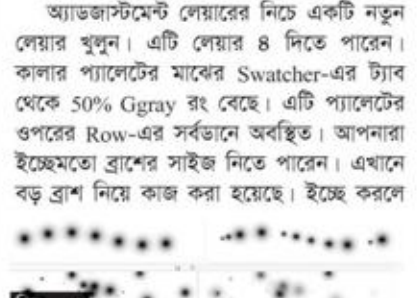 অ্যাডজাস্টমেন্ট লেয়ারের নিচে একটি নতুন
লেয়ার খুলুন। এটি লেয়ার ৪ দিতে পারেন।
কালার প্যালেটের মাঝের Swatcher-এর ট্যাব
থেকে 50% Ggray রং বেছে। এটি প্যালেটের
ওপরের Row-এর সর্বডানে অবস্থিত। আপনারা
ইচ্ছেমতো ব্রাশের সাইজ নিতে পারেন। এখানে
বড় ব্রাশ নিয়ে কাজ করা হয়েছে। ইচ্ছে করলে